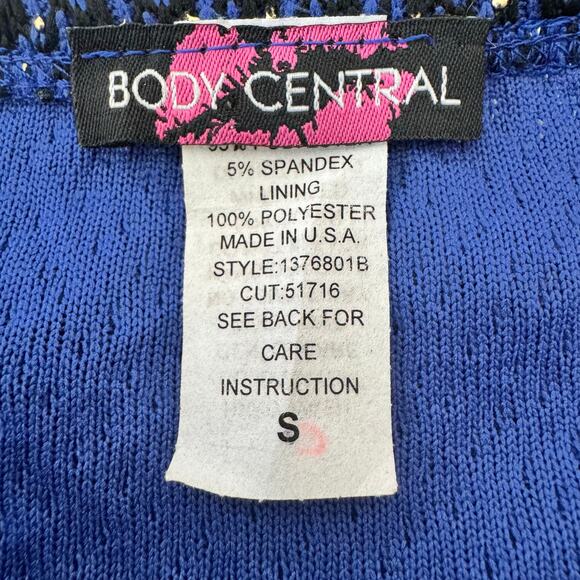 BODY CENTRAL
5% SPANDEX
LINING
100% POLYESTER
MADE IN U.S.A.
STYLE:1376801B
CUT:51716
SEE BACK FOR
CARE
INSTRUCTION
S